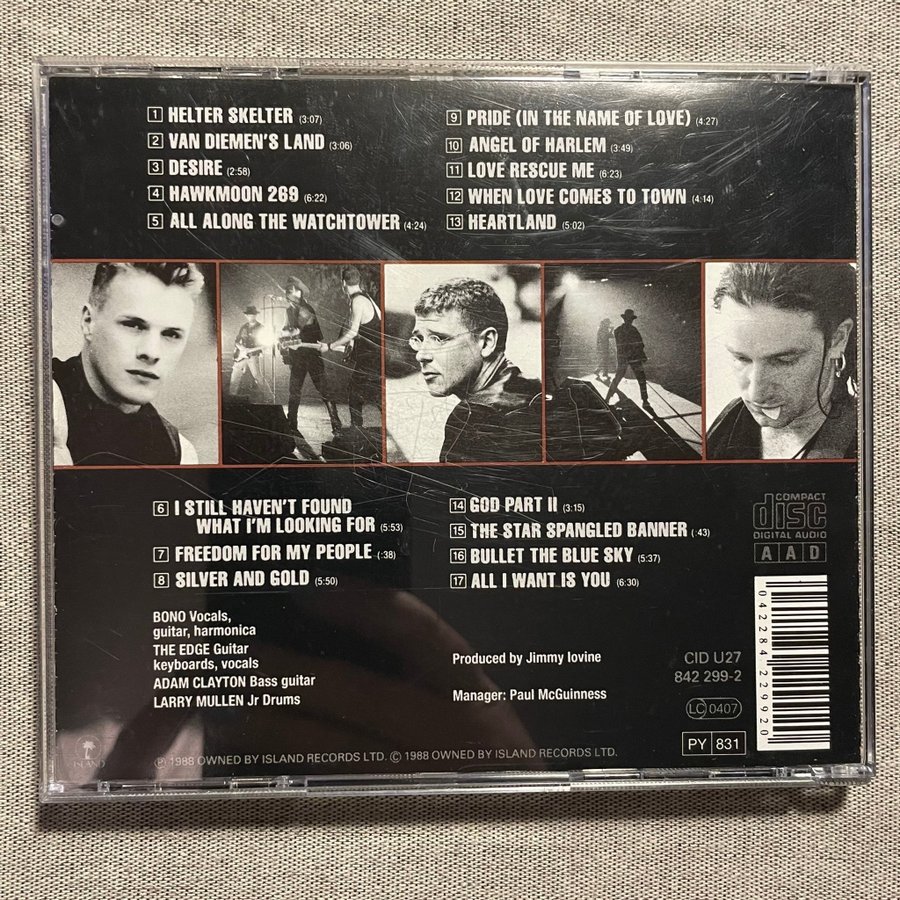 1 HELTER SKELTER (3:07)
2 VAN DIEMEN'S LAND (3:06)
3 DESIRE (2:58)
4 HAWKMOON 269 (6:22)
5 ALL ALONG THE WATCHTOWER (4:24)
9 PRIDE (IN THE NAME OF LOVE) (4:27)
10 ANGEL OF HARLEM (3:49)
11 LOVE RESCUE ME (6:23)
12 WHEN LOVE COMES TO TOWN (4:14)
13 HEARTLAND (5:02)
6 I STILL HAVEN'T FOUND
WHAT I'M LOOKING FOR (5:53)
7 FREEDOM FOR MY PEOPLE (:38)
8 SILVER AND GOLD (5:50)
14 GOD PART II (3:15)
15 THE STAR SPANGLED BANNER (:43)
16 BULLET THE BLUE SKY (5:37)
17 ALL I WANT IS YOU (6:30)
COMPACT
disc
DIGITAL AUDIO
A A D
BONO Vocals,
guitar, harmonica
THE EDGE Guitar
keyboards, vocals
ADAM CLAYTON Bass guitar
LARRY MULLEN Jr Drums
Produced by Jimmy Iovine
Manager: Paul McGuinness
CID U27
842 299-2
LC 0407
PY 831
042284229920
ISLAND
℗ 1988 OWNED BY ISLAND RECORDS LTD. © 1988 OWNED BY ISLAND RECORDS LTD.